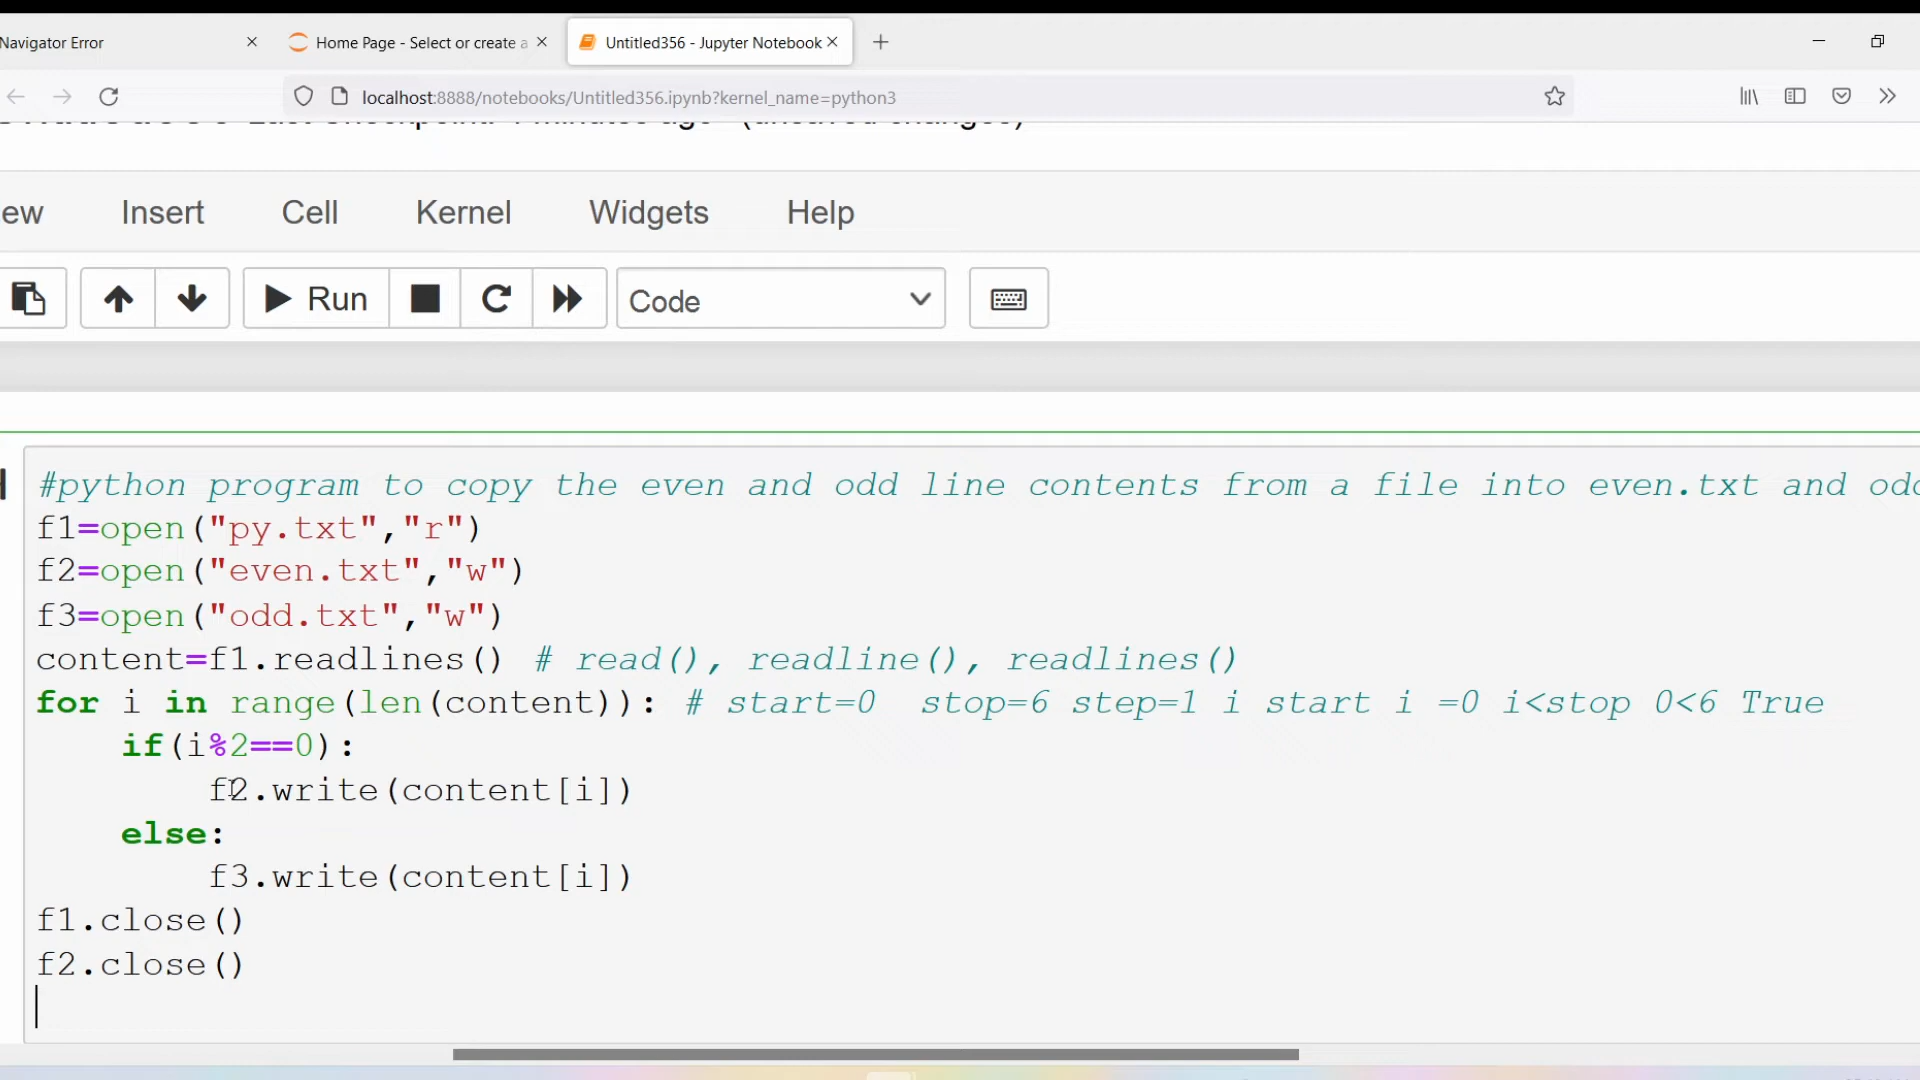 Navigator Error
Home Page - Select or create a
Untitled356 - Jupyter Notebook
localhost:8888/notebooks/Untitled356.ipynb?kernel_name=python3
Insert Cell Kernel Widgets Help
Run Code
#python program to copy the even and odd line contents from a file into even.txt and
f1=open("py.txt","r")
f2=open("even.txt","w")
f3=open("odd.txt","w")
content=f1.readlines() # read(), readline(), readlines()
for i in range(len(content)): # start=0 stop=6 step=1 i start i =0 i<stop 0<6 True
if(i%2==0):
f2.write(content[i])
else:
f3.write(content[i])
f1.close()
f2.close()